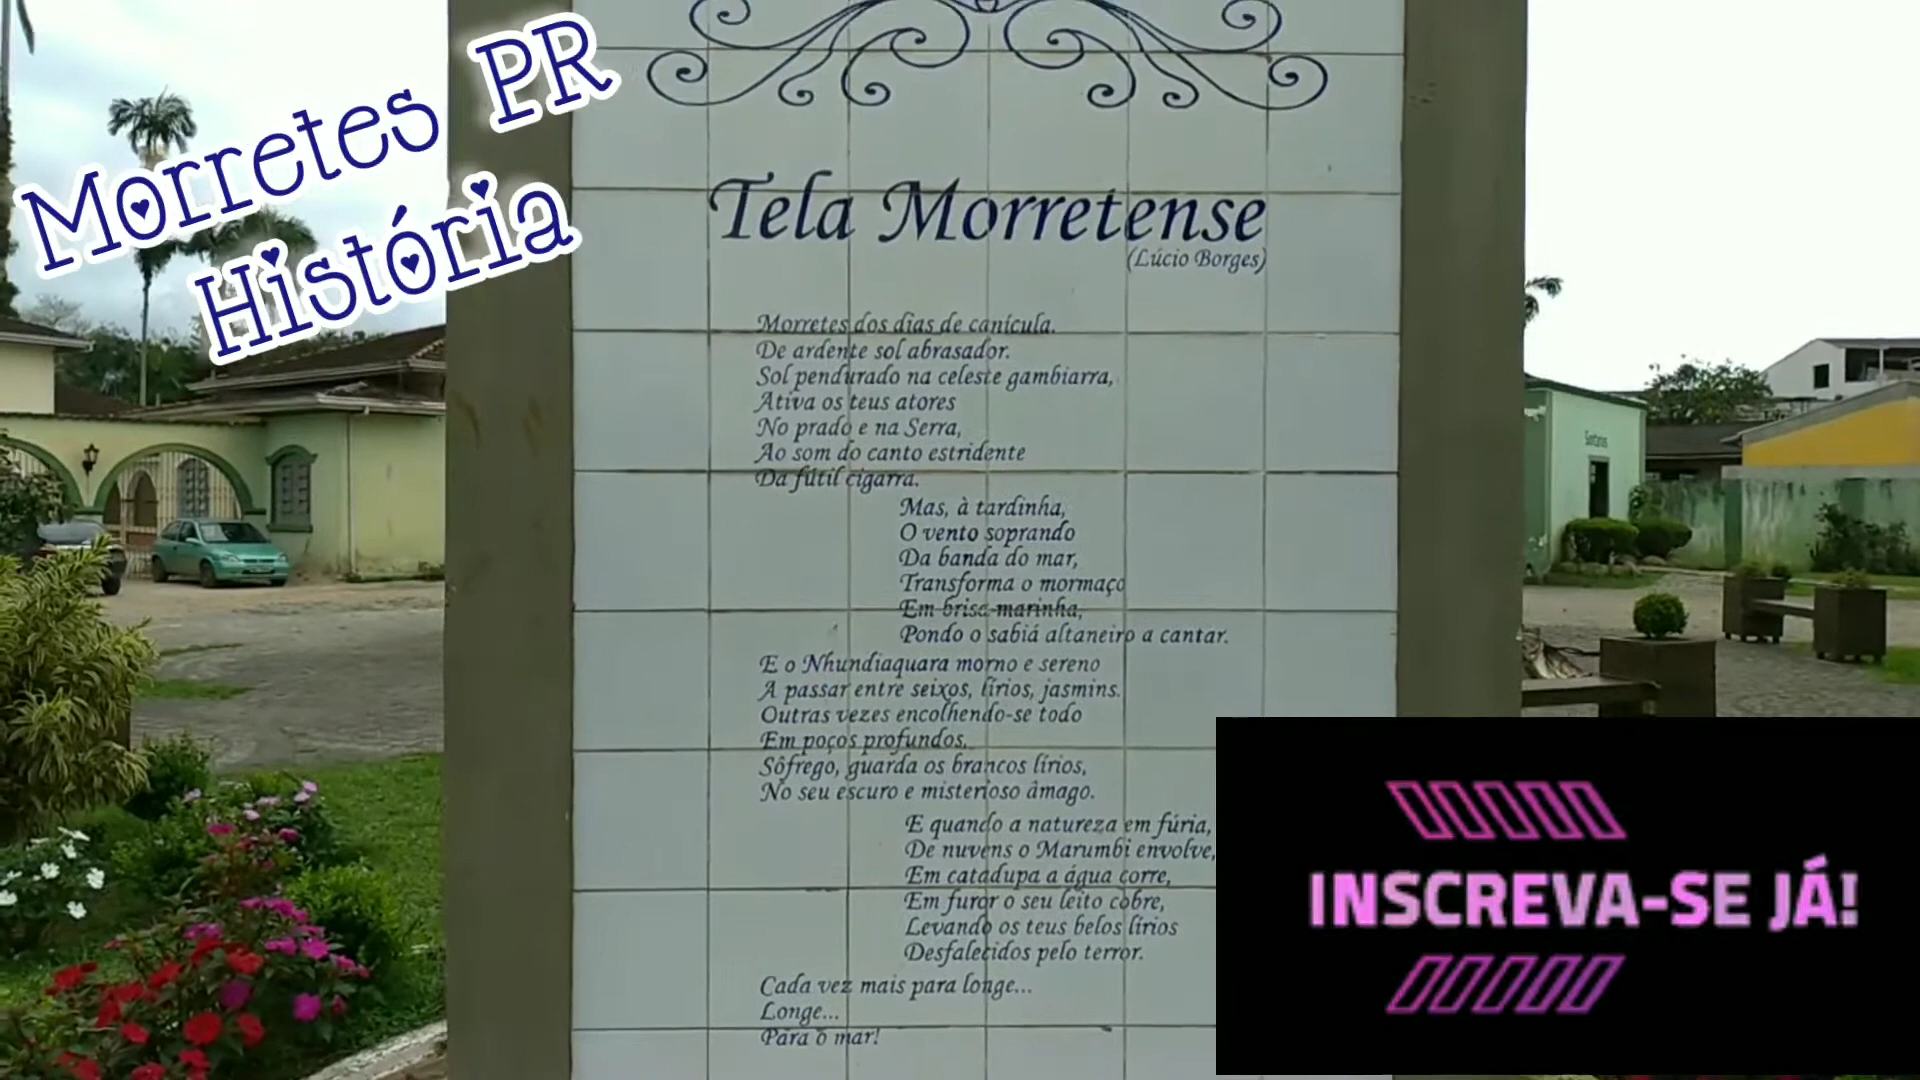 Morretes PR
História
Tela Morretense
(Lúcio Borges)
Morretes dos dias de canícula.
De ardente sol abrasador.
Sol pendurado na celeste gambiarra,
Ativa os teus atores
No prado e na Serra,
Ao som do canto estridente
Da fútil cigarra.
Mas, à tardinha,
O vento soprando
Da banda do mar,
Transforma o mormaço
Em brisa marinha,
Pondo o sabiá altaneiro a cantar.
E o Nhundiaquara morno e sereno
A passar entre seixos, lírios, jasmins.
Outras vezes encolhendo-se todo
Em poços profundos,
Sôfrego, guarda os brancos lírios,
No seu escuro e misterioso âmago.
E quando a natureza em fúria,
De nuvens o Marumbi envolve,
Em catadupa a água corre,
Em furor o seu leito cobre,
Levando os teus belos lírios
Desfalecidos pelo terror.
Cada vez mais para longe...
Longe...
Para o mar!
INSCREVA-SE JÁ!